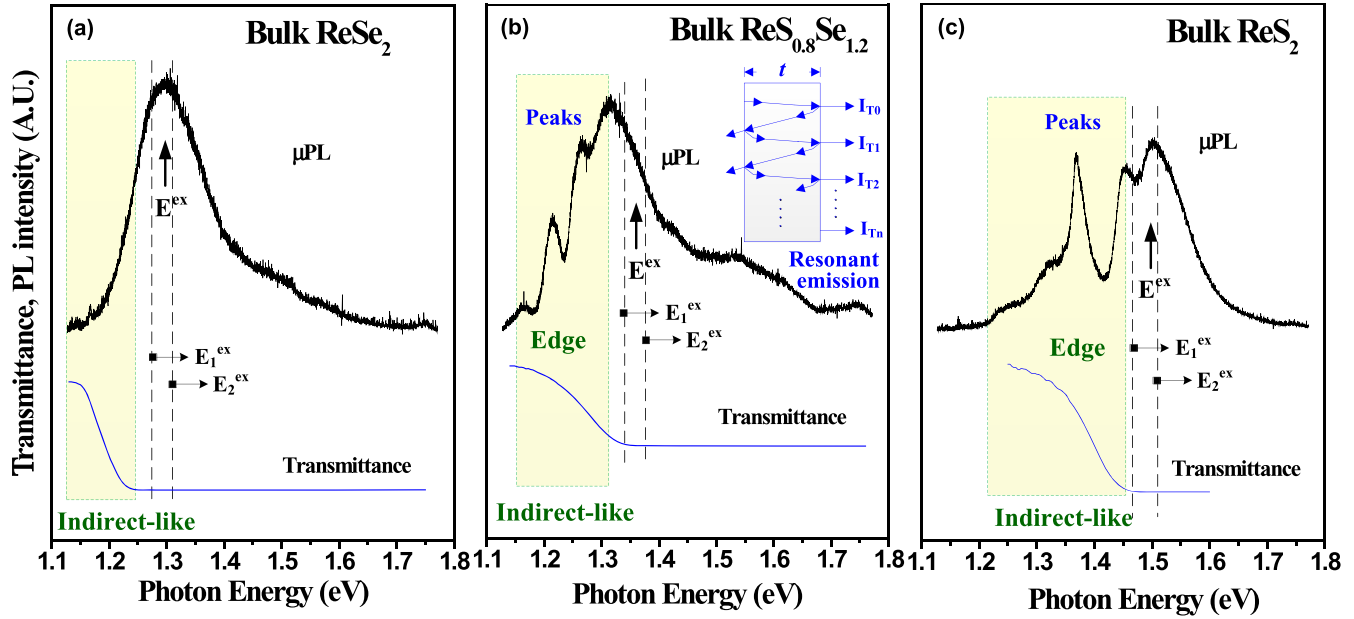 Transmittance, PL intensity (A.U.)
(a)
Bulk ReSe2
μPL
E^ex
E1^ex
E2^ex
Transmittance
Indirect-like
1.1 1.2 1.3 1.4 1.5 1.6 1.7 1.8
Photon Energy (eV)
(b)
Bulk ReS0.8Se1.2
t
Peaks
IT0
μPL
IT1
IT2
ITn
Resonant
emission
E^ex
E1^ex
Edge
E2^ex
Transmittance
Indirect-like
1.1 1.2 1.3 1.4 1.5 1.6 1.7 1.8
Photon Energy (eV)
(c)
Bulk ReS2
Peaks
μPL
E^ex
Edge
E1^ex
E2^ex
Transmittance
Indirect-like
1.1 1.2 1.3 1.4 1.5 1.6 1.7 1.8
Photon Energy (eV)